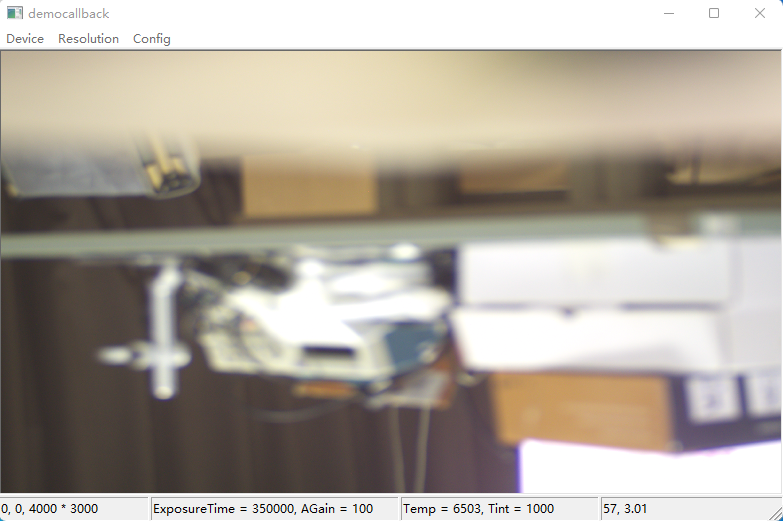 democallback
Device Resolution Config
0, 0, 4000 * 3000 ExposureTime = 350000, AGain = 100 Temp = 6503, Tint = 1000 57, 3.01